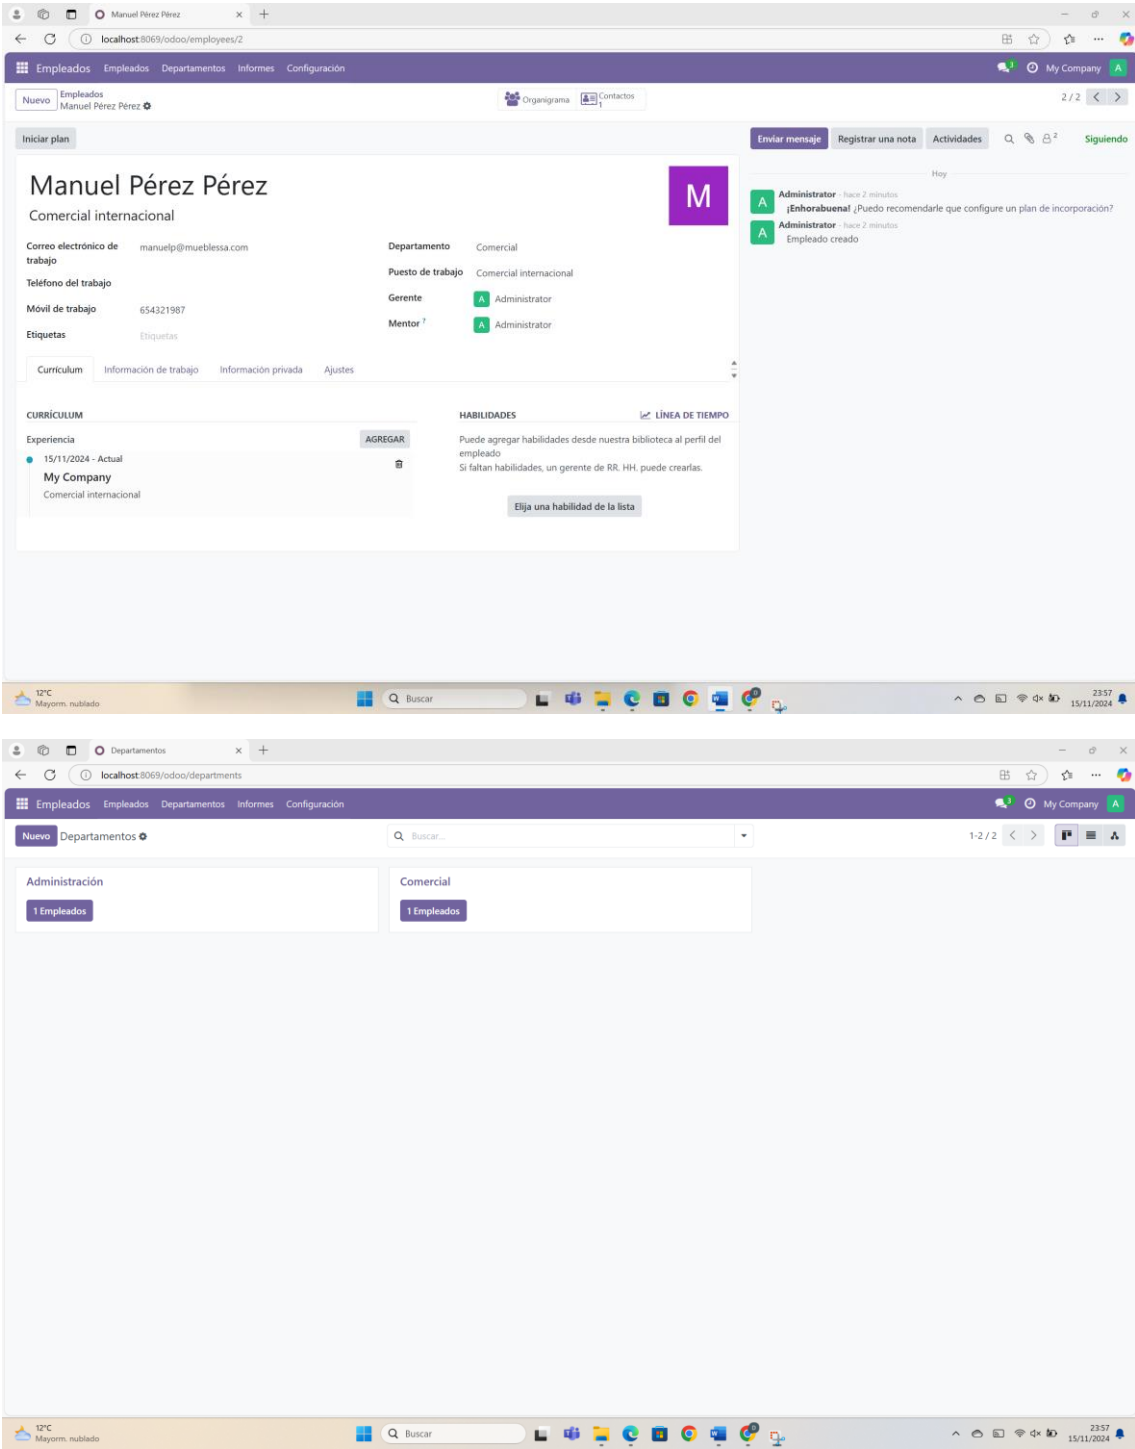 Manuel Pérez Pérez
localhost:8069/odoo/employees/2
Empleados Empleados Departamentos Informes Configuración
3 My Company A
Nuevo Empleados
Manuel Pérez Pérez
Organigrama Contactos
1
2 / 2
Iniciar plan
Enviar mensaje Registrar una nota Actividades 2 Siguiendo
Manuel Pérez Pérez
M
Comercial internacional
Correo electrónico de trabajo manuelp@mueblessa.com
Teléfono del trabajo
Móvil de trabajo 654321987
Etiquetas Etiquetas
Departamento Comercial
Puesto de trabajo Comercial internacional
Gerente A Administrator
Mentor ? A Administrator
Hoy
A Administrator - hace 2 minutos
¡Enhorabuena! ¿Puedo recomendarle que configure un plan de incorporación?
A Administrator - hace 2 minutos
Empleado creado
Currículum Información de trabajo Información privada Ajustes
CURRÍCULUM
Experiencia AGREGAR
15/11/2024 - Actual
My Company
Comercial internacional
HABILIDADES LÍNEA DE TIEMPO
Puede agregar habilidades desde nuestra biblioteca al perfil del
empleado
Si faltan habilidades, un gerente de RR. HH. puede crearlas.
Elija una habilidad de la lista
12°C
Mayorm. nublado
Buscar
23:57
15/11/2024
Departamentos
localhost:8069/odoo/departments
Empleados Empleados Departamentos Informes Configuración
3 My Company A
Nuevo Departamentos
Buscar...
1-2 / 2
Administración
1 Empleados
Comercial
1 Empleados
12°C
Mayorm. nublado
Buscar
23:57
15/11/2024